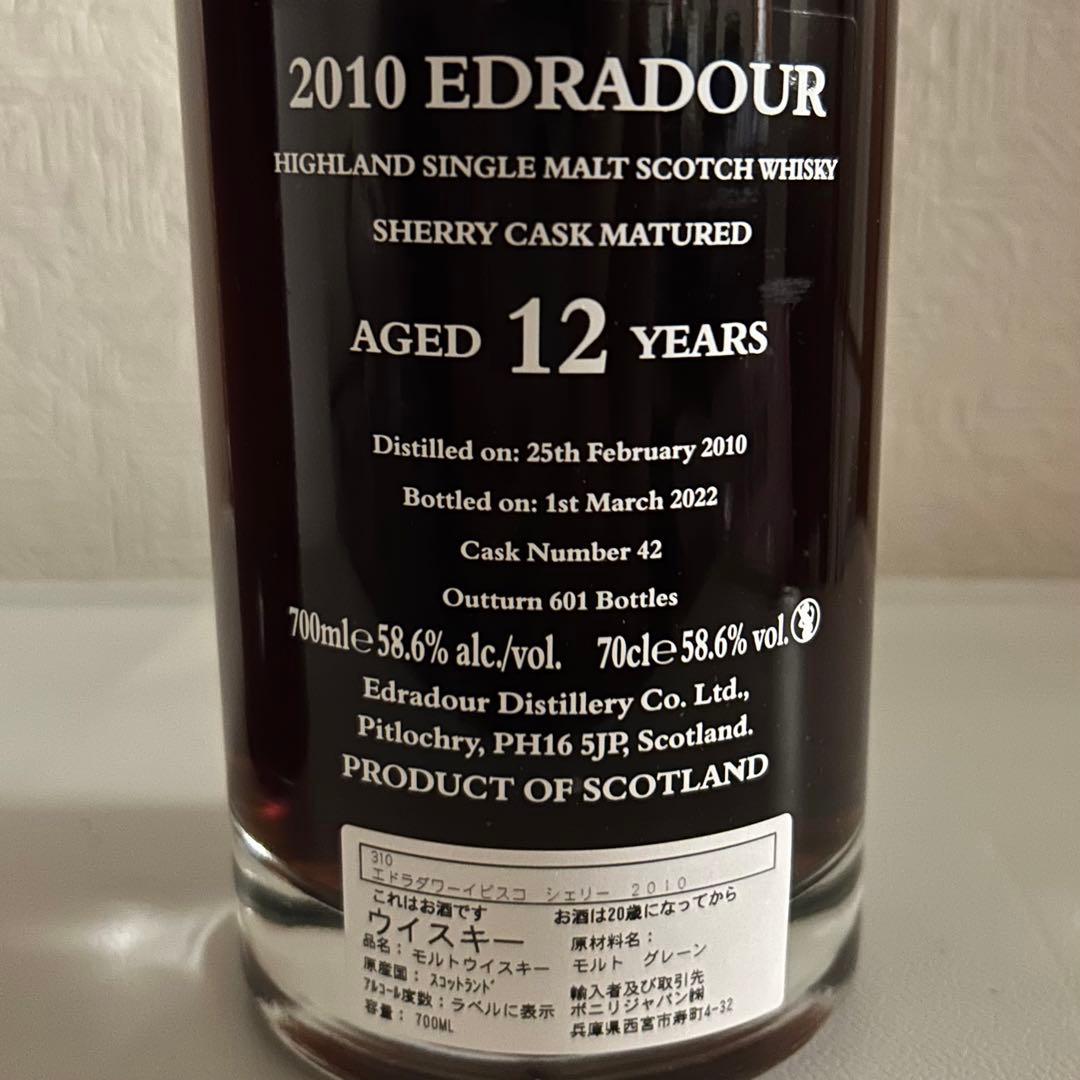 2010 EDRADOUR
HIGHLAND SINGLE MALT SCOTCH WHISKY
SHERRY CASK MATURED
AGED 12 YEARS
Distilled on: 25th February 2010
Bottled on: 1st March 2022
Cask Number 42
Outturn 601 Bottles
700ml℮58.6% alc./vol. 70cl℮58.6% vol.
Edradour Distillery Co. Ltd.,
Pitlochry, PH16 5JP, Scotland.
PRODUCT OF SCOTLAND
310
エドラダワーイビスコ シェリー 2010
これはお酒です お酒は20歳になってから
ウイスキー
品名：モルトウイスキー
原産国：スコットランド
アルコール度数：ラベルに表示
容量：700ML
原材料名：
モルト グレーン
輸入者及び取引先
ボニリジャパン㈱
兵庫県西宮市寿町4-32